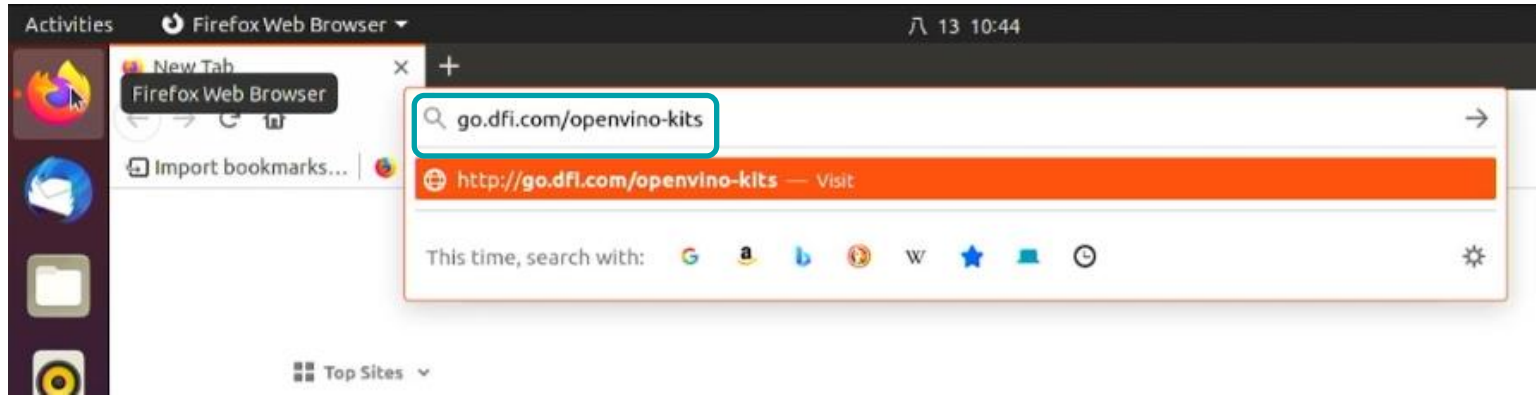 Activities Firefox Web Browser 八 13 10:44
New Tab
Firefox Web Browser
go.dfi.com/openvino-kits
Import bookmarks...
http://go.dfi.com/openvino-kits — Visit
This time, search with:
Top Sites